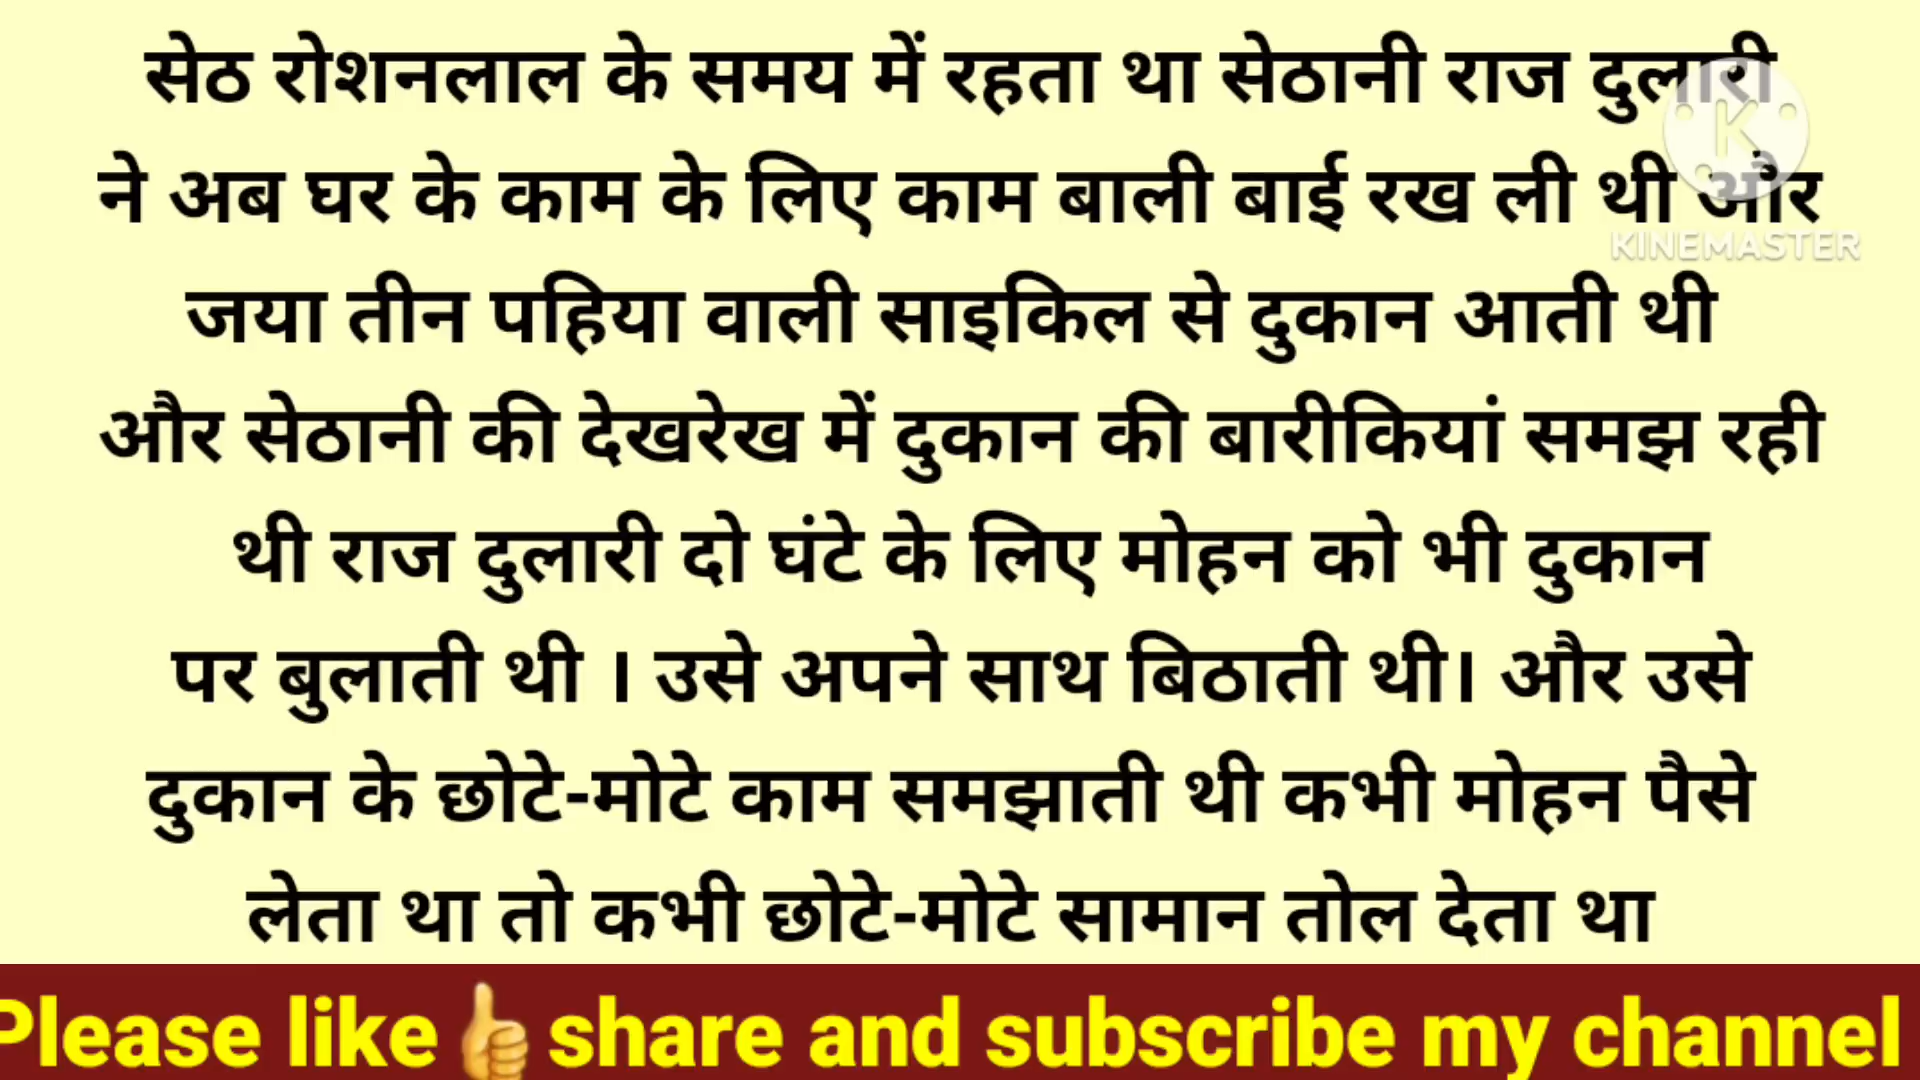 सेठ रोशनलाल के समय में रहता था सेठानी राज दुलारी
ने अब घर के काम के लिए काम बाली बाई रख ली थी और
KINEMASTER
जया तीन पहिया वाली साइकिल से दुकान आती थी
और सेठानी की देखरेख में दुकान की बारीकियां समझ रही
थी राज दुलारी दो घंटे के लिए मोहन को भी दुकान
पर बुलाती थी । उसे अपने साथ बिठाती थी। और उसे
दुकान के छोटे-मोटे काम समझाती थी कभी मोहन पैसे
लेता था तो कभी छोटे-मोटे सामान तोल देता था
Please like 👍 share and subscribe my channel